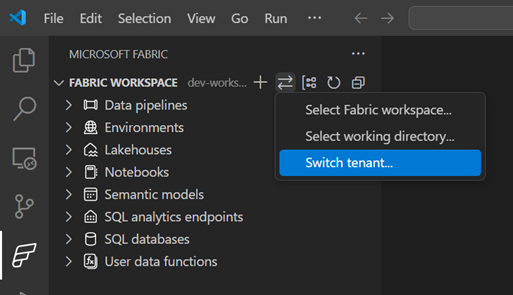 File Edit Selection View Go Run
MICROSOFT FABRIC
FABRIC WORKSPACE dev-works...
Select Fabric workspace...
Select working directory...
Switch tenant...
Data pipelines
Environments
Lakehouses
Notebooks
Semantic models
SQL analytics endpoints
SQL databases
User data functions